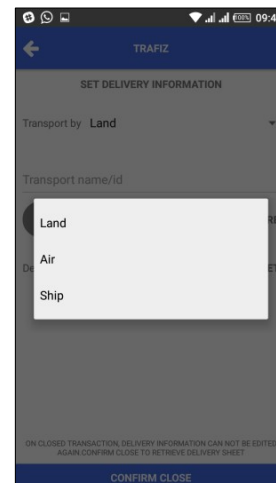 100%
09:4
TRAFIZ
SET DELIVERY INFORMATION
Transport by Land
Transport name/id
Land
Air
Ship
ON CLOSED TRANSACTION, DELIVERY INFORMATION CAN NOT BE EDITED
AGAIN.CONFIRM CLOSE TO RETRIEVE DELIVERY SHEET
CONFIRM CLOSE